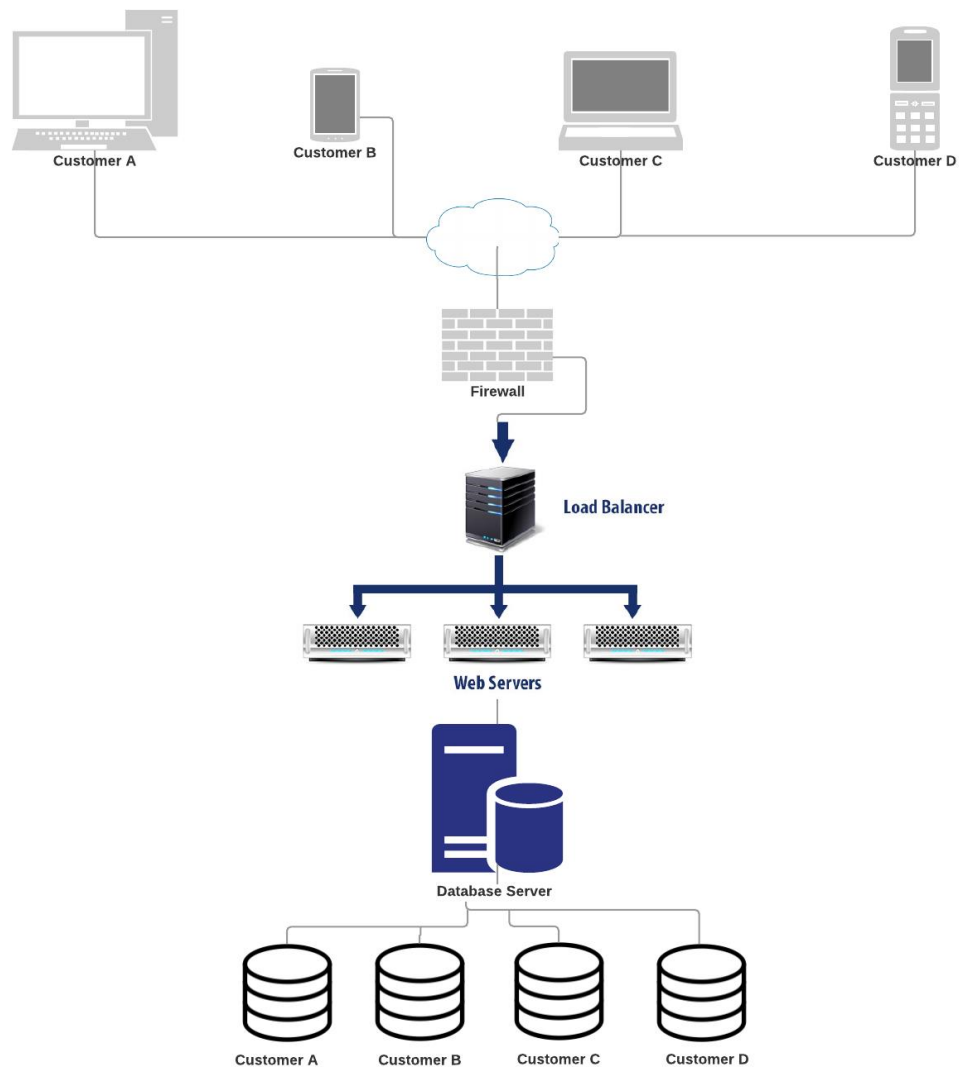 Customer A
Customer B
Customer C
Customer D
Firewall
Load Balancer
Web Servers
Database Server
Customer A
Customer B
Customer C
Customer D